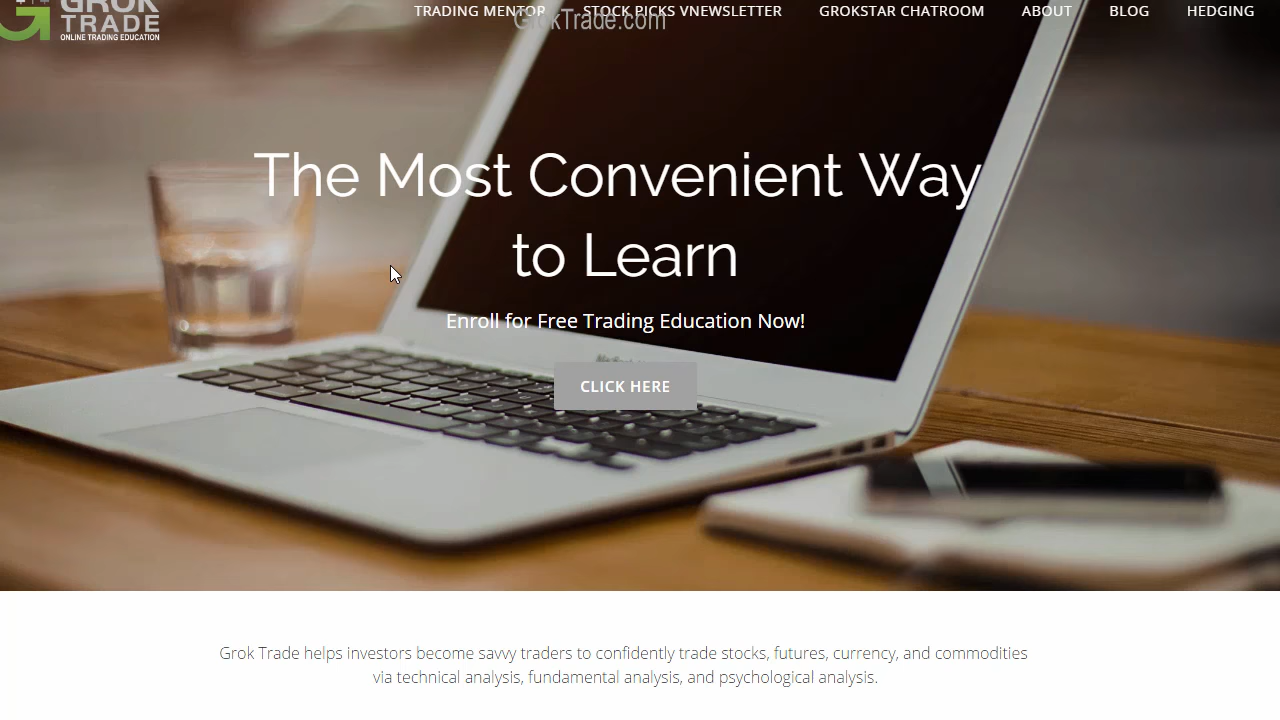 GROK
TRADE
ONLINE TRADING EDUCATION
TRADING MENTOR STOCK PICKS VNEWSLETTER GROKSTAR CHATROOM ABOUT BLOG HEDGING
GrokTrade.com
The Most Convenient Way
to Learn
Enroll for Free Trading Education Now!
CLICK HERE
Grok Trade helps investors become savvy traders to confidently trade stocks, futures, currency, and commodities
via technical analysis, fundamental analysis, and psychological analysis.